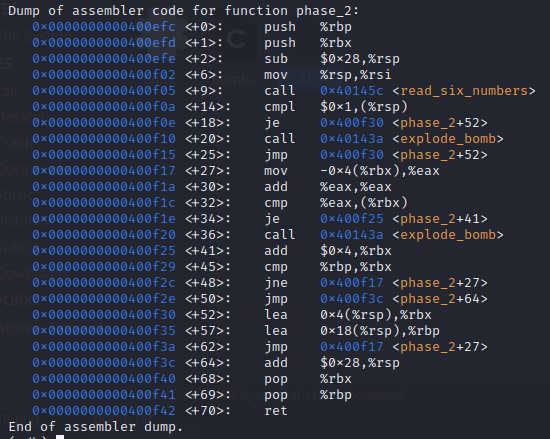 Dump of assembler code for function phase_2:
0x0000000000400efc <+0>: push %rbp
0x0000000000400efd <+1>: push %rbx
0x0000000000400efe <+2>: sub $0x28,%rsp
0x0000000000400f02 <+6>: mov %rsp,%rsi
0x0000000000400f05 <+9>: call 0x40145c <read_six_numbers>
0x0000000000400f0a <+14>: cmpl $0x1,(%rsp)
0x0000000000400f0e <+18>: je 0x400f30 <phase_2+52>
0x0000000000400f10 <+20>: call 0x40143a <explode_bomb>
0x0000000000400f15 <+25>: jmp 0x400f30 <phase_2+52>
0x0000000000400f17 <+27>: mov -0x4(%rbx),%eax
0x0000000000400f1a <+30>: add %eax,%eax
0x0000000000400f1c <+32>: cmp %eax,(%rbx)
0x0000000000400f1e <+34>: je 0x400f25 <phase_2+41>
0x0000000000400f20 <+36>: call 0x40143a <explode_bomb>
0x0000000000400f25 <+41>: add $0x4,%rbx
0x0000000000400f29 <+45>: cmp %rbp,%rbx
0x0000000000400f2c <+48>: jne 0x400f17 <phase_2+27>
0x0000000000400f2e <+50>: jmp 0x400f3c <phase_2+64>
0x0000000000400f30 <+52>: lea 0x4(%rsp),%rbx
0x0000000000400f35 <+57>: lea 0x18(%rsp),%rbp
0x0000000000400f3a <+62>: jmp 0x400f17 <phase_2+27>
0x0000000000400f3c <+64>: add $0x28,%rsp
0x0000000000400f40 <+68>: pop %rbx
0x0000000000400f41 <+69>: pop %rbp
0x0000000000400f42 <+70>: ret
End of assembler dump.